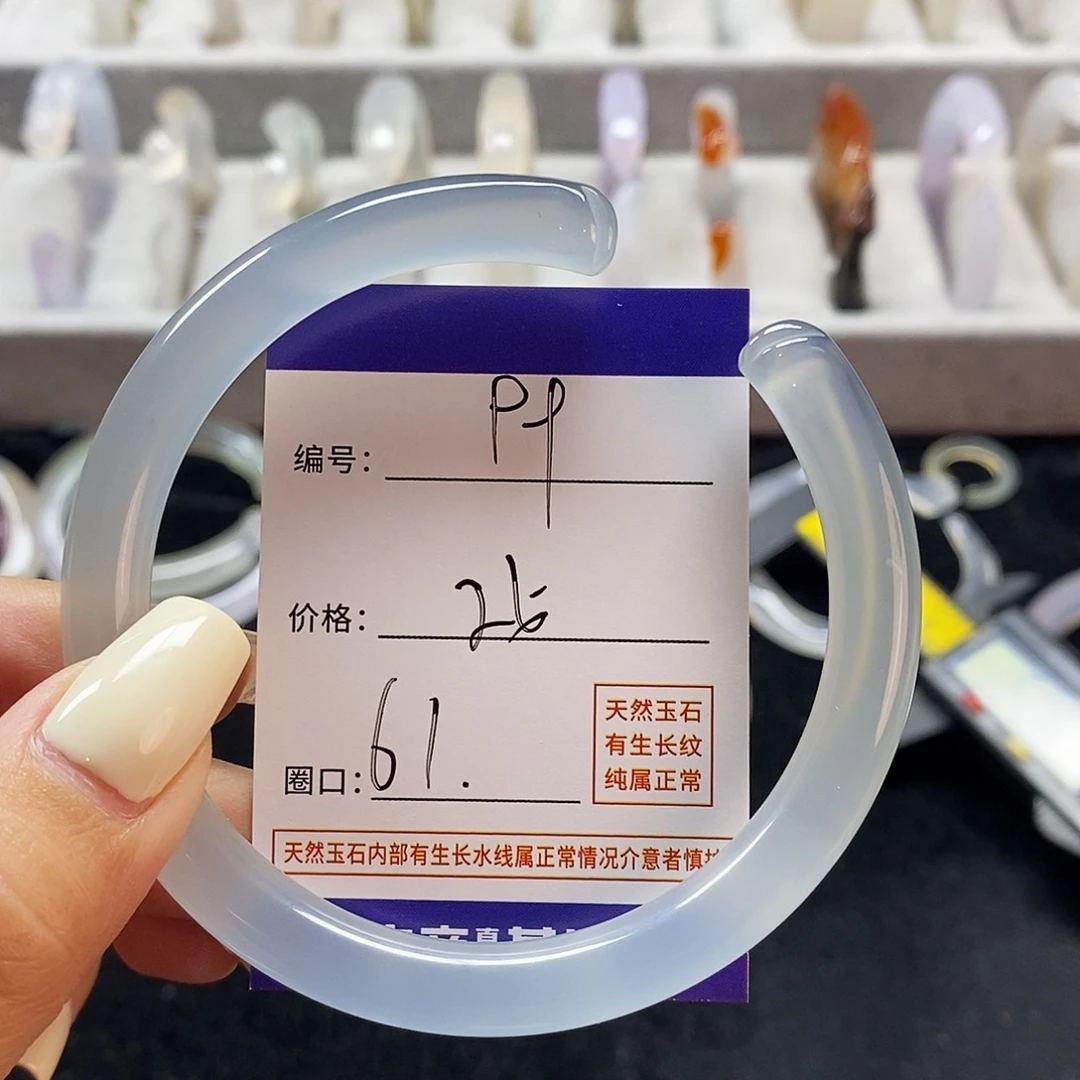 编号: P9
价格: 26
圈口: 61.
天然玉石
有生长纹
纯属正常
天然玉石内部有生长水线属正常情况介意者慎